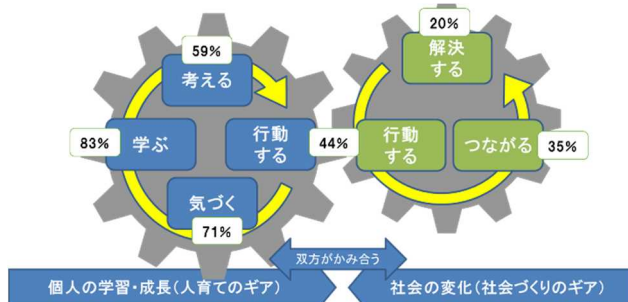 59%
考える
83%
学ぶ
行動
する
44%
気づく
71%
20%
解決
する
行動
する
つながる
35%
双方がかみ合う
個人の学習・成長(人育てのギア)
社会の変化(社会づくりのギア)